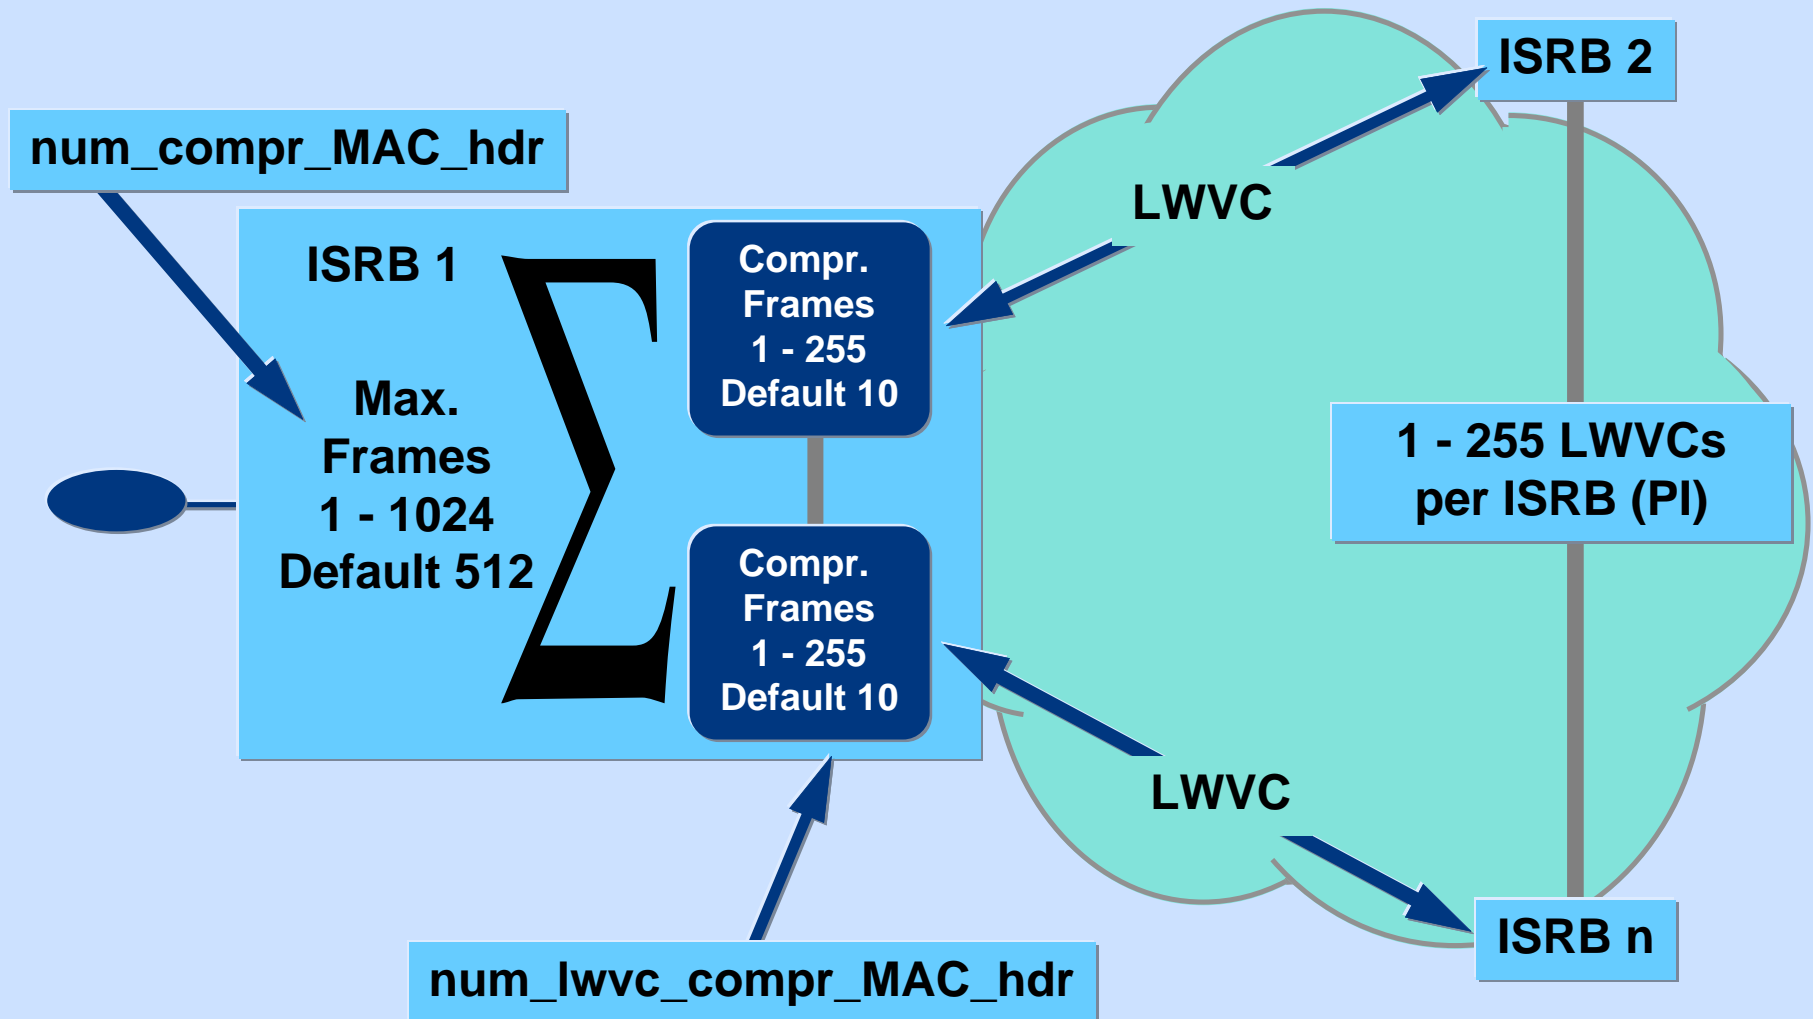 ISRB 2
num_compr_MAC_hdr
LWVC
ISRB 1
Compr.
Frames
1 - 255
Default 10
Max.
Frames
1 - 1024
Default 512
1 - 255 LWVCs
per ISRB (PI)
Compr.
Frames
1 - 255
Default 10
LWVC
ISRB n
num_lwvc_compr_MAC_hdr